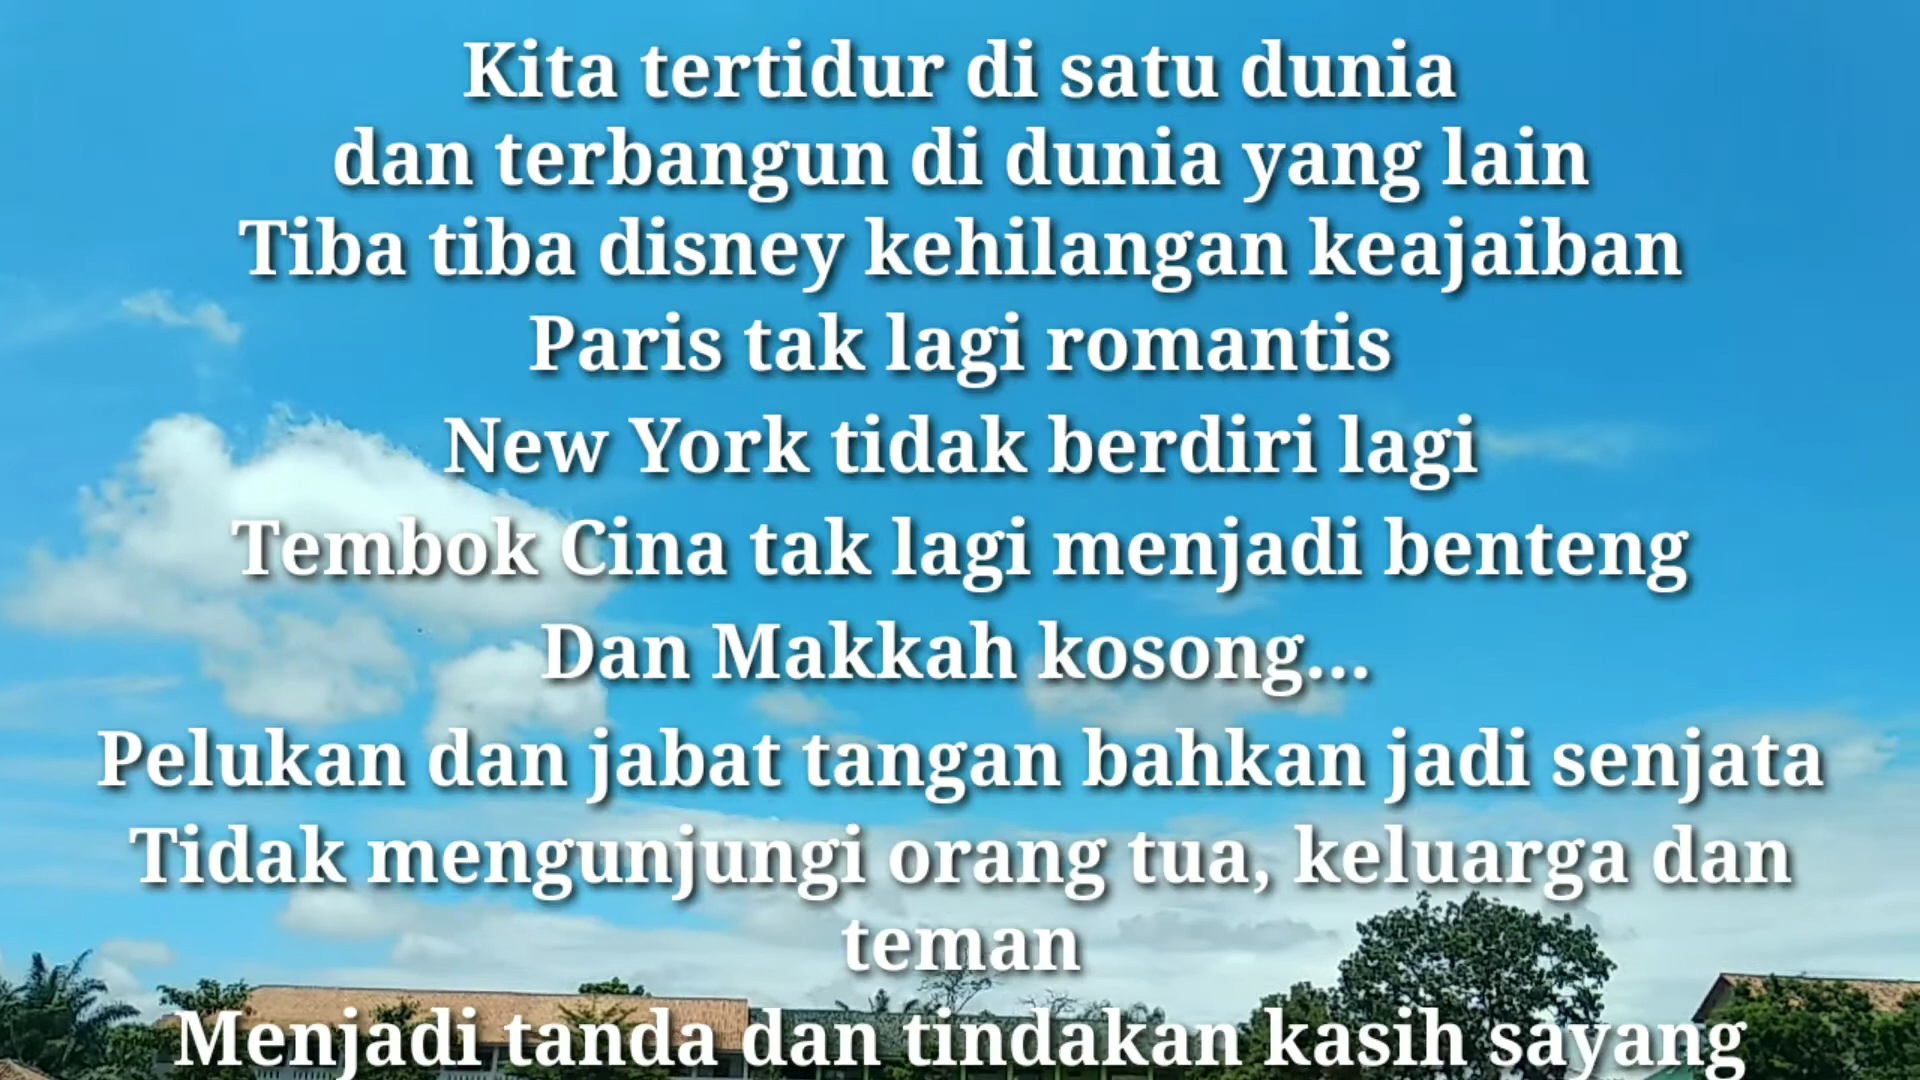 Kita tertidur di satu dunia
dan terbangun di dunia yang lain
Tiba tiba disney kehilangan keajaiban
Paris tak lagi romantis
New York tidak berdiri lagi
Tembok Cina tak lagi menjadi benteng
Dan Makkah kosong...
Pelukan dan jabat tangan bahkan jadi senjata
Tidak mengunjungi orang tua, keluarga dan
teman
Menjadi tanda dan tindakan kasih sayang